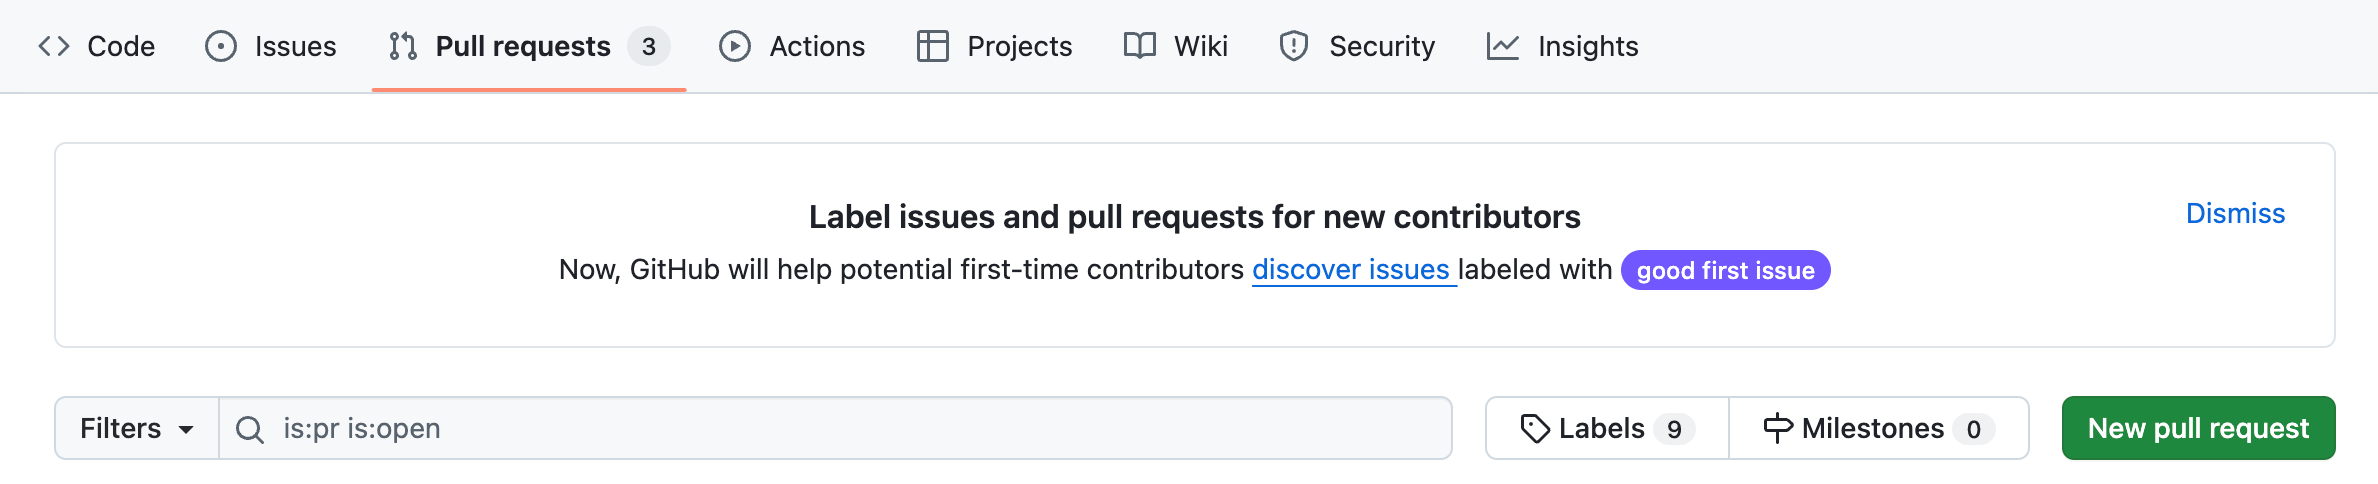 Code Issues Pull requests 3 Actions Projects Wiki Security Insights
Label issues and pull requests for new contributors
Dismiss
Now, GitHub will help potential first-time contributors discover issues labeled with good first issue
Filters is:pr is:open Labels 9 Milestones 0 New pull request